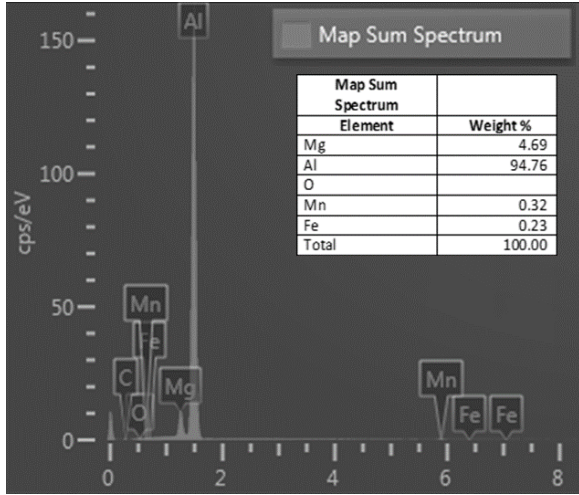 Map Sum Spectrum
Map Sum
Spectrum
Element Weight %
Mg 4.69
Al 94.76
O
Mn 0.32
Fe 0.23
Total 100.00
cps/eV
150
100
50
0
Al
Mn
Fe
C
O
Mg
Mn
Fe
Fe
0 2 4 6 8